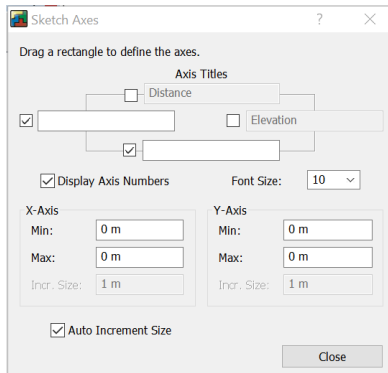 Sketch Axes ?
Drag a rectangle to define the axes.
Axis Titles
Distance
Elevation
Display Axis Numbers Font Size: 10
X-Axis Y-Axis
Min: 0 m Min: 0 m
Max: 0 m Max: 0 m
Incr. Size: 1 m Incr. Size: 1 m
Auto Increment Size
Close